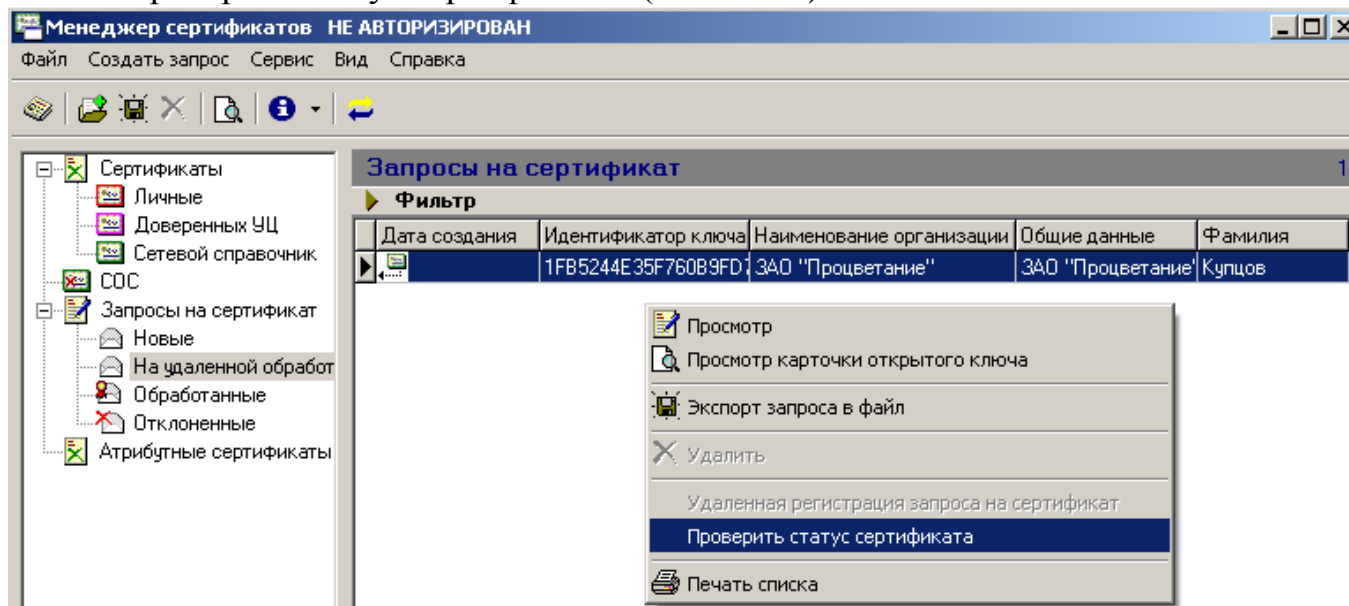 Менеджер сертификатов НЕ АВТОРИЗИРОВАН
Файл Создать запрос Сервис Вид Справка
Сертификаты
Личные
Доверенных УЦ
Сетевой справочник
СОС
Запросы на сертификат
Новые
На удаленной обработ
Обработанные
Отклоненные
Атрибутные сертификаты
Запросы на сертификат 1
Фильтр
Дата создания Идентификатор ключа Наименование организации Общие данные Фамилия
1FB5244E35F760B9FD ЗАО "Процветание" ЗАО "Процветание" Купцов
Просмотр
Просмотр карточки открытого ключа
Экспорт запроса в файл
Удалить
Удаленная регистрация запроса на сертификат
Проверить статус сертификата
Печать списка